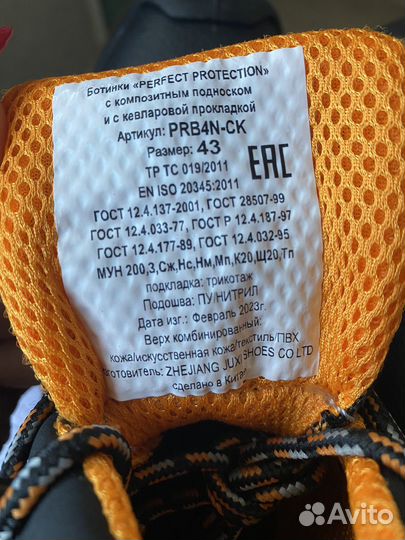 Ботинки «PERFECT PROTECTION»
с композитным подноском
и с кевларовой прокладкой
Артикул: PRB4N-CK
Размер: 43
ТР ТС 019/2011
EN ISO 20345:2011
EAC
ГОСТ 12.4.137-2001, ГОСТ 28507-99
ГОСТ 12.4.033-77, ГОСТ Р 12.4.187-97
ГОСТ 12.4.177-89, ГОСТ 12.4.032-95
МУН 200,З,Сж,Нс,Нм,Мп,К20,Щ20,Тп
подкладка: трикотаж
Подошва: ПУ/НИТРИЛ
Дата изг.: Февраль 2023г.
Верх комбинированный:
кожа/искусственная кожа/текстиль/ПВХ
зготовитель: ZHEJIANG JUXI SHOES CO LTD
сделано в Китае
Avito